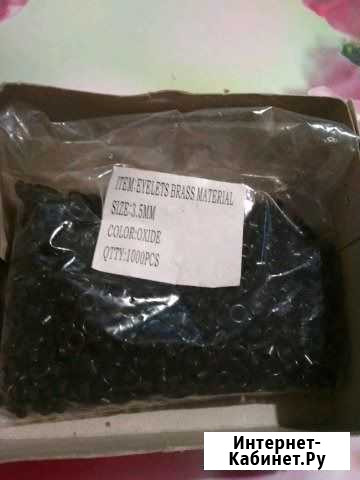 ITEM:EYELETS BRASS MATERIAL
SIZE:3.5MM
COLOR:OXIDE
QTTY:1000PCS
Интернет-
Кабинет.Ру